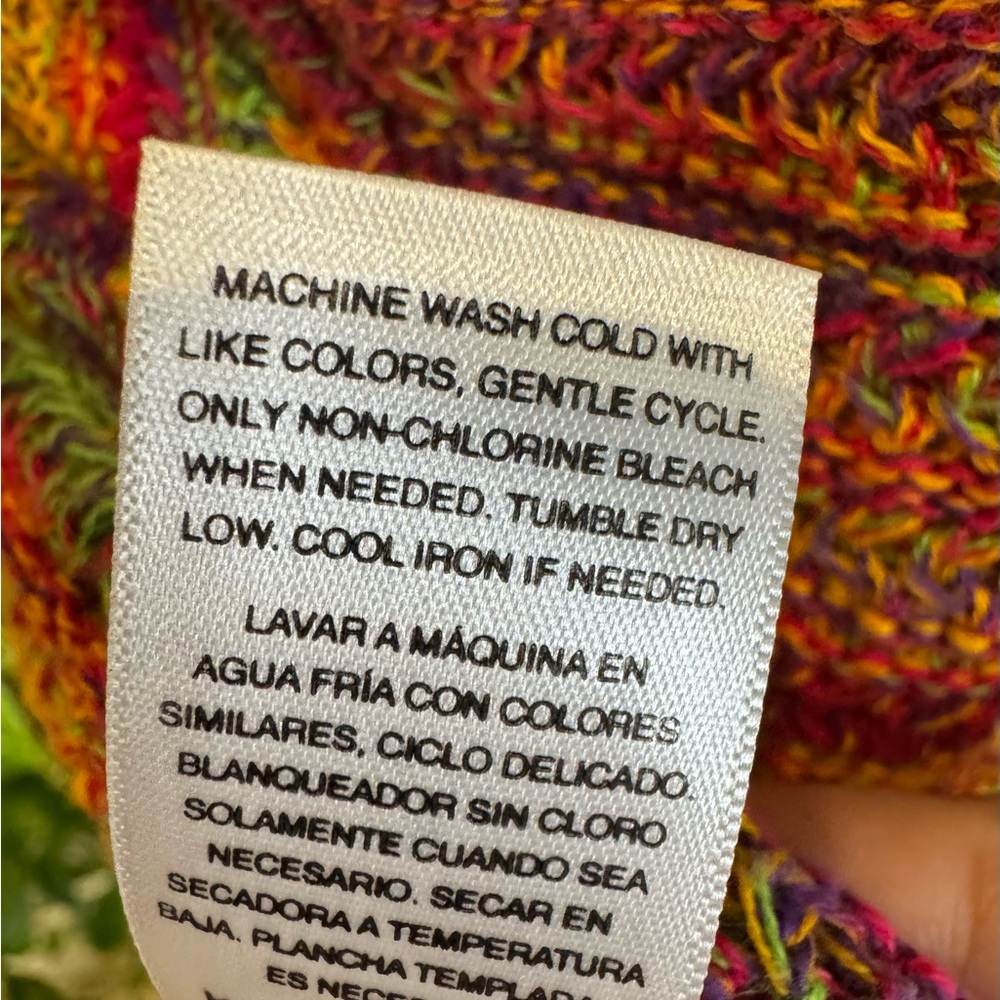 MACHINE WASH COLD WITH
LIKE COLORS, GENTLE CYCLE.
ONLY NON-CHLORINE BLEACH
WHEN NEEDED. TUMBLE DRY
LOW. COOL IRON IF NEEDED.
LAVAR A MÁQUINA EN
AGUA FRÍA CON COLORES
SIMILARES, CICLO DELICADO.
BLANQUEADOR SIN CLORO
SOLAMENTE CUANDO SEA
NECESARIO. SECAR EN
SECADORA A TEMPERATURA
BAJA. PLANCHA TEMPLADA
ES